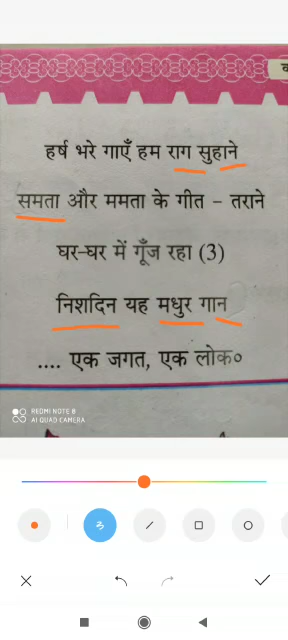 हर्ष भरे गाएँ हम राग सुहाने
समता और ममता के गीत – तराने
घर-घर में गूँज रहा (3)
निशदिन यह मधुर गान
.... एक जगत, एक लोक०
REDMI NOTE 8
AI QUAD CAMERA